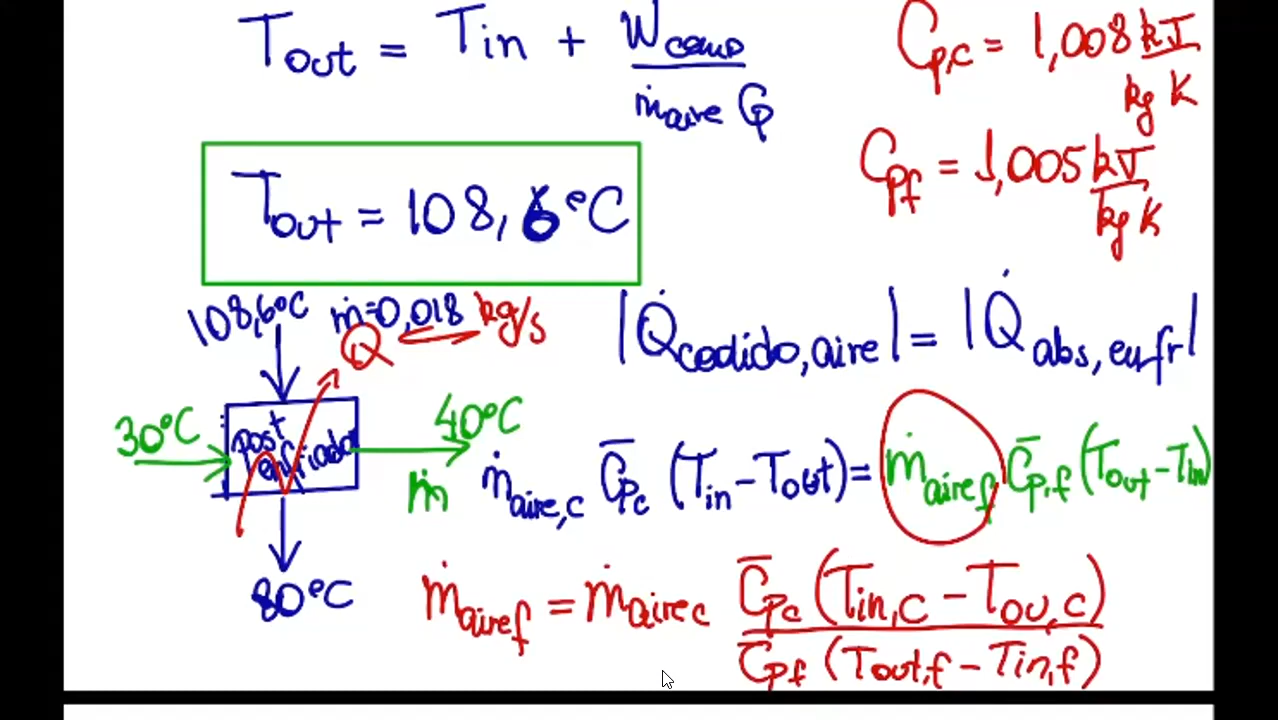 Tout = Tin + Wcomp / ṁaire Cp
Cp,c = 1,008 kJ / kg K
Cpf = 1,005 kJ / kg K
Tout = 108,6 °C
108,6°C ṁ=0,018 kg/s
Q
|Q̇cedido,aire| = |Q̇abs,enfr|
30°C
post enfriador
40°C
ṁ
ṁaire,c C̄pc (Tin - Tout) = ṁairef C̄p,f (Tout - Tin)
80°C
ṁairef = ṁairec C̄pc (Tin,c - Tou,c) / C̄pf (Tout,f - Tin,f)